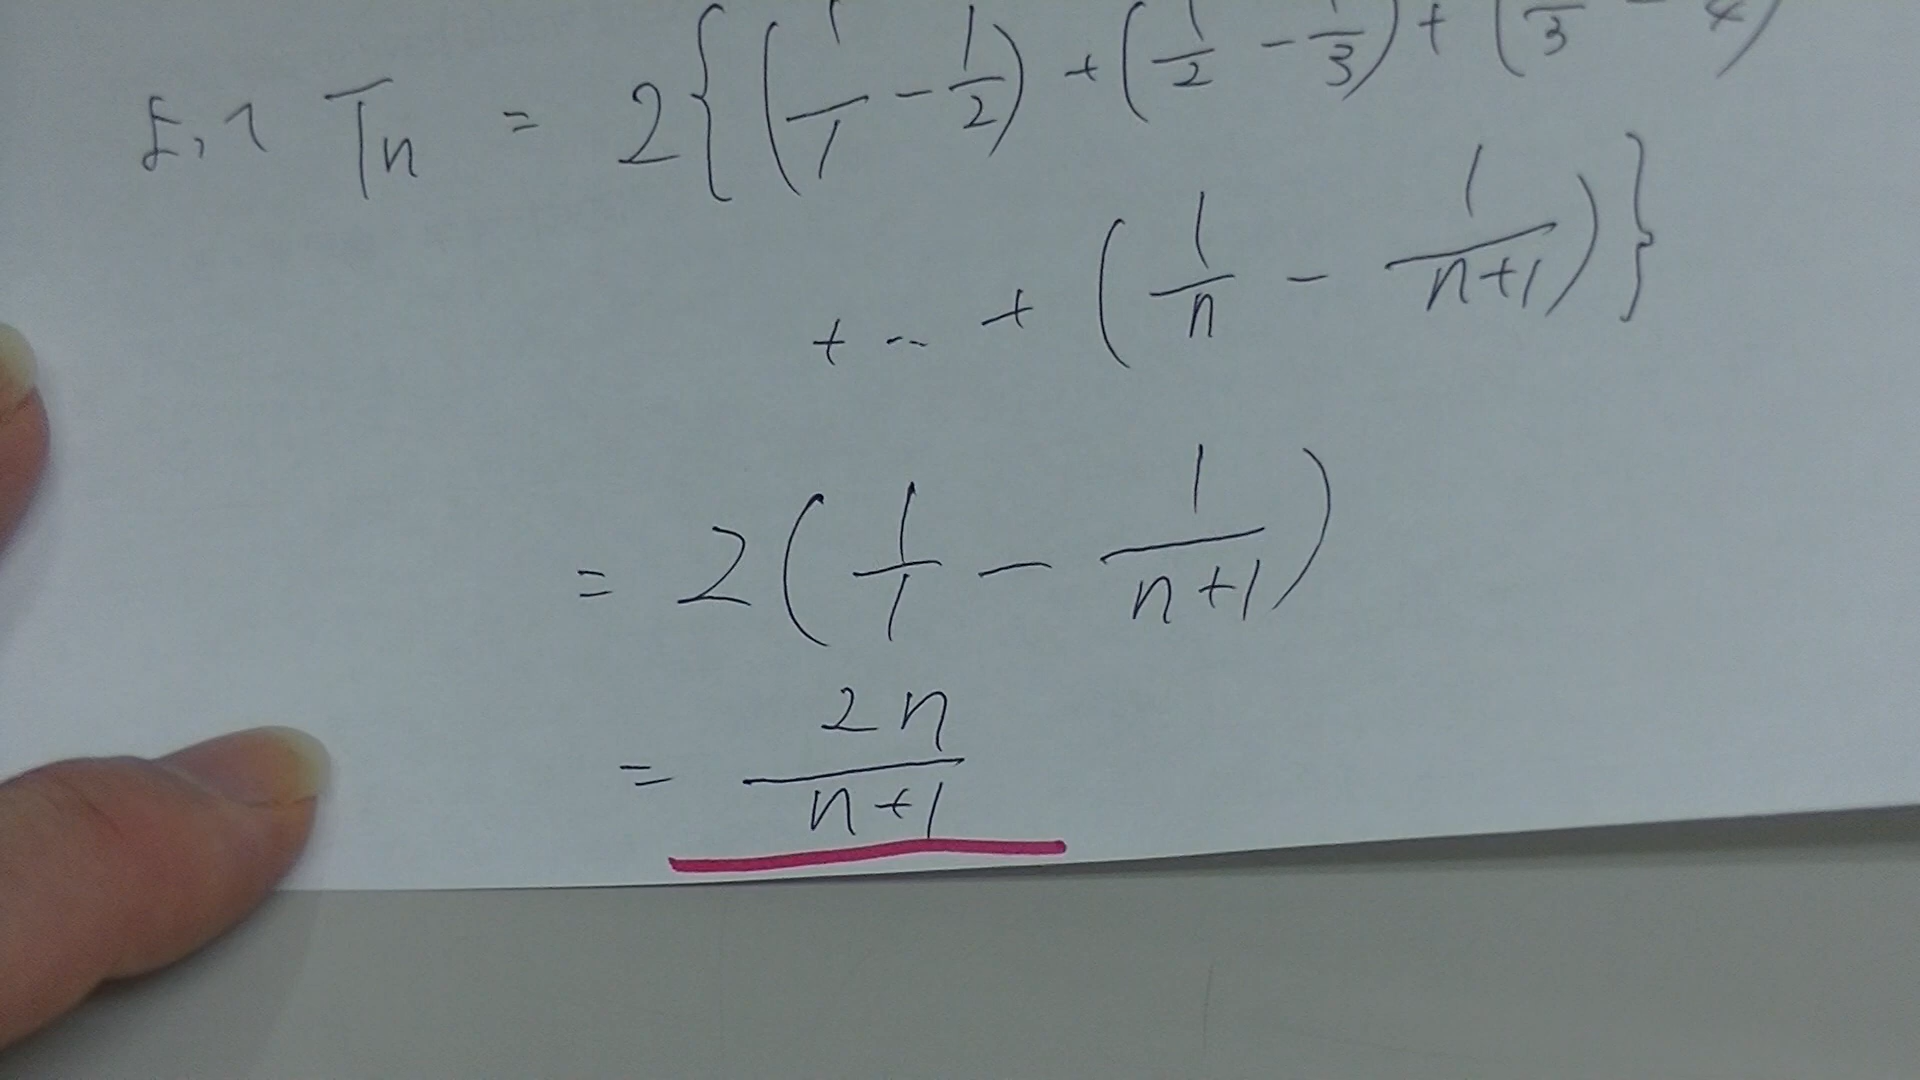 よって Tn = 2{(1/1 - 1/2) + (1/2 - 1/3) + (1/3 - 1/4)
+ … + (1/n - 1/(n+1))}
= 2(1/1 - 1/(n+1))
= 2n/(n+1)